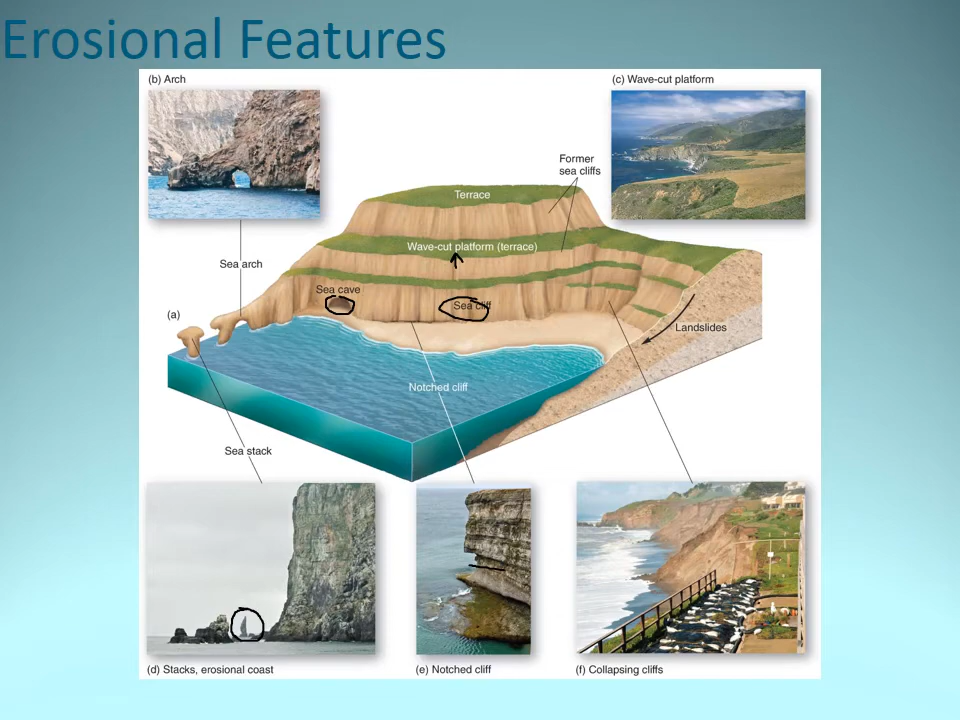 Erosional Features
(b) Arch
(c) Wave-cut platform
Former
sea cliffs
Terrace
Wave-cut platform (terrace)
Sea arch
Sea cave
Sea cliff
(a)
Landslides
Notched cliff
Sea stack
(d) Stacks, erosional coast
(e) Notched cliff
(f) Collapsing cliffs